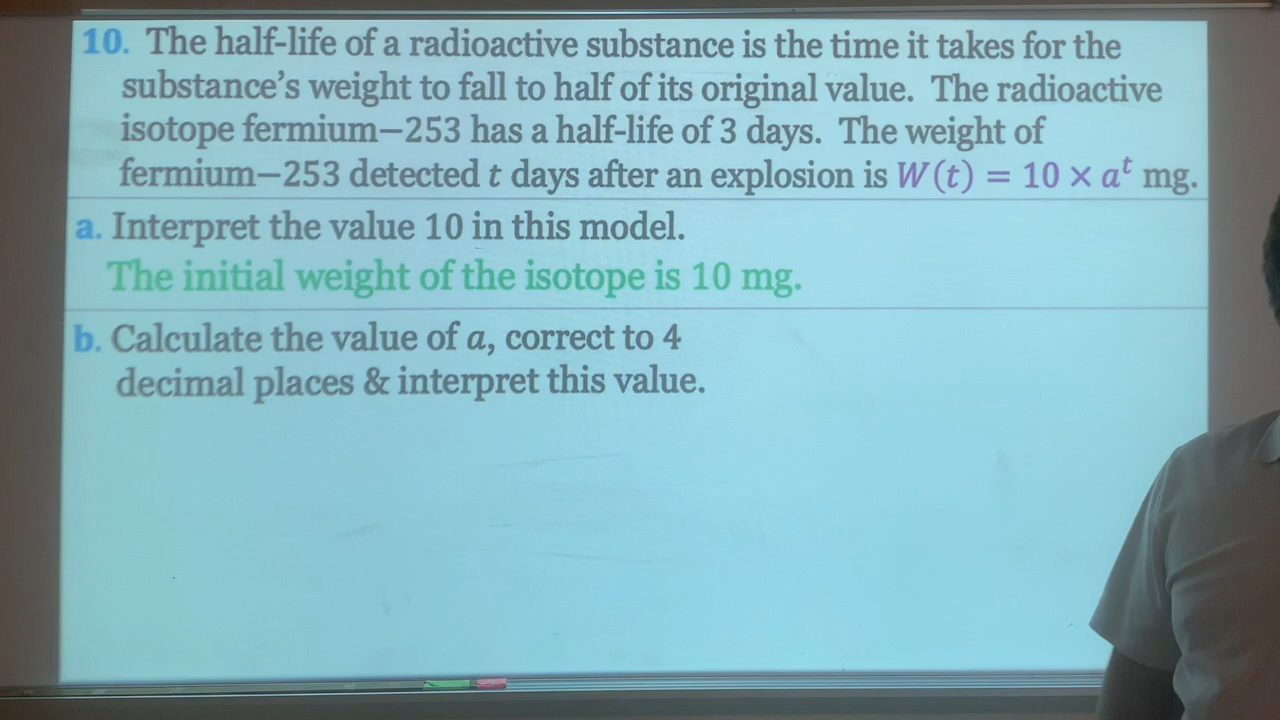 10. The half-life of a radioactive substance is the time it takes for the
substance's weight to fall to half of its original value. The radioactive
isotope fermium–253 has a half-life of 3 days. The weight of
fermium–253 detected t days after an explosion is W(t) = 10 × aᵗ mg.
a. Interpret the value 10 in this model.
The initial weight of the isotope is 10 mg.
b. Calculate the value of a, correct to 4
decimal places & interpret this value.